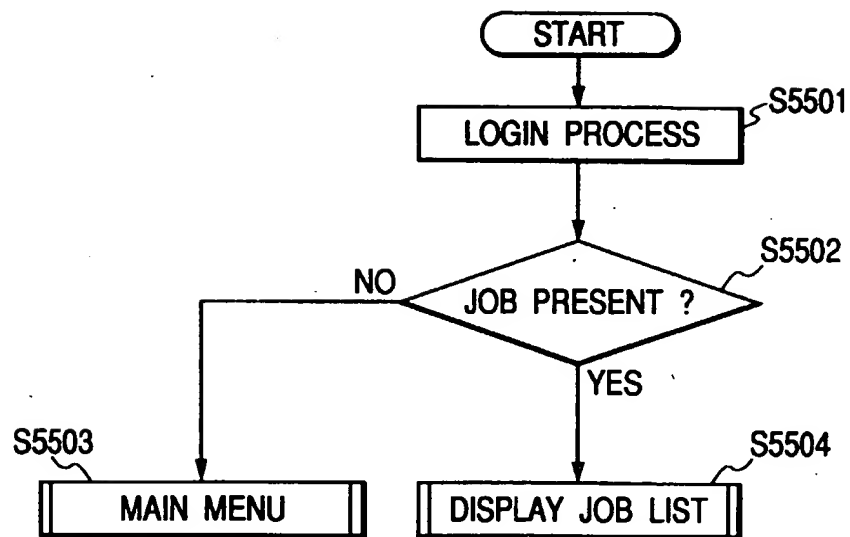 START
S5501
LOGIN PROCESS
S5502
NO
JOB PRESENT ?
YES
S5503
S5504
MAIN MENU
DISPLAY JOB LIST